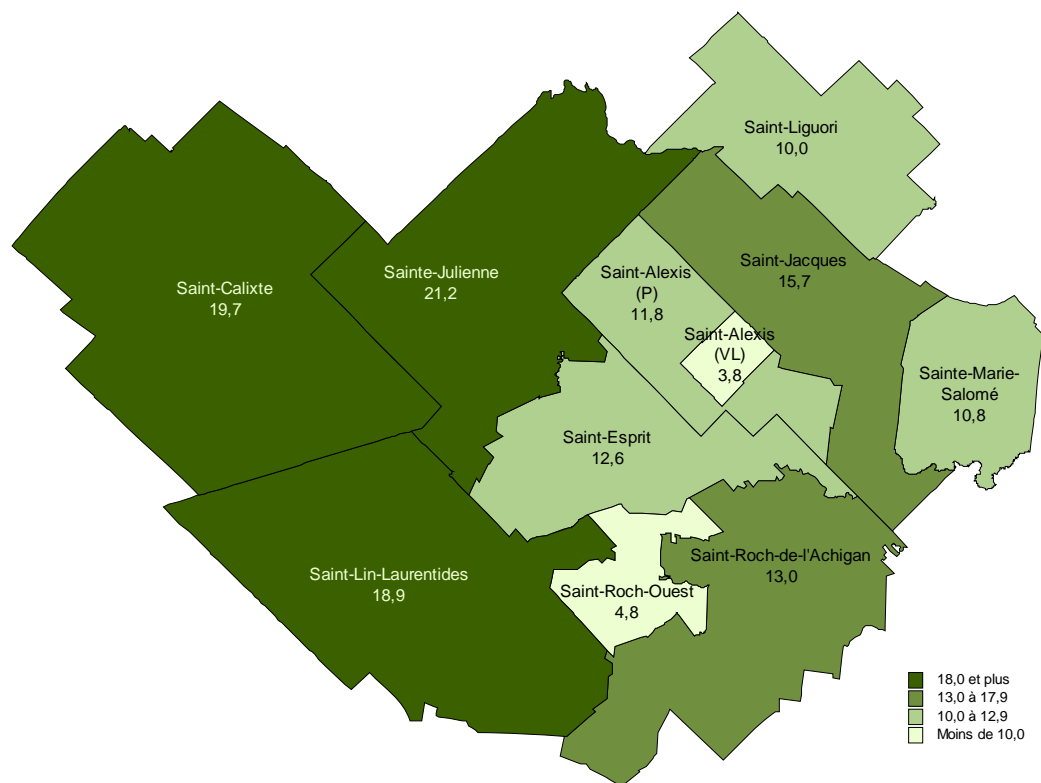 Saint-Liguori
10,0
Saint-Jacques
15,7
Sainte-Julienne
21,2
Saint-Alexis
(P)
11,8
Saint-Calixte
19,7
Saint-Alexis
(VL)
3,8
Sainte-Marie-
Salomé
10,8
Saint-Esprit
12,6
Saint-Roch-de-l'Achigan
13,0
Saint-Lin-Laurentides
18,9
Saint-Roch-Ouest
4,8
18,0 et plus
13,0 à 17,9
10,0 à 12,9
Moins de 10,0